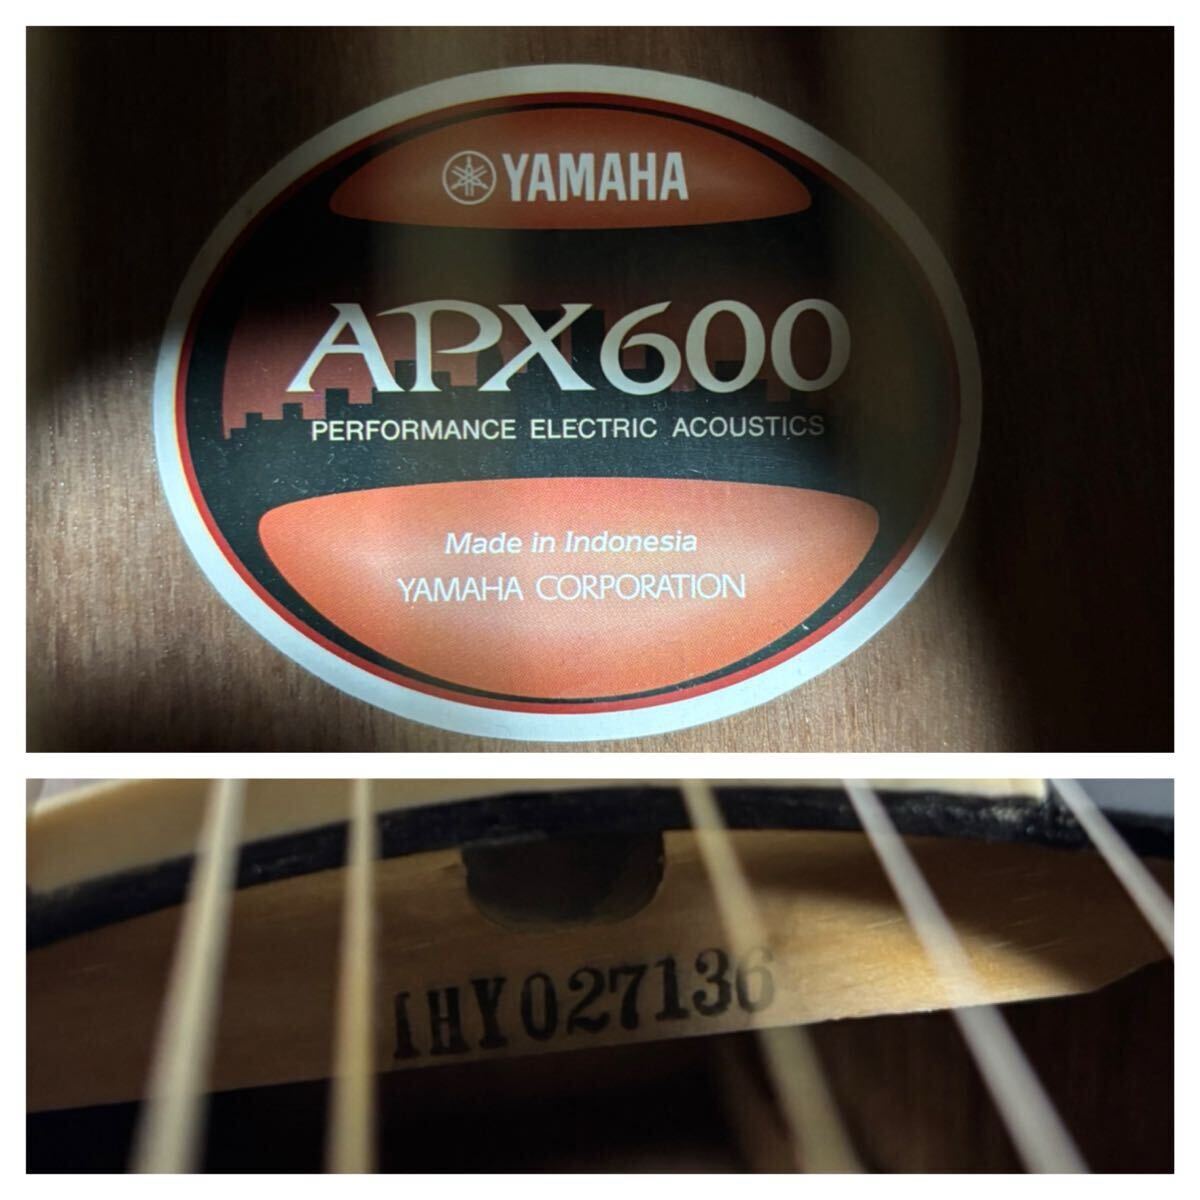 YAMAHA
APX600
PERFORMANCE ELECTRIC ACOUSTICS
Made in Indonesia
YAMAHA CORPORATION
IHY027136